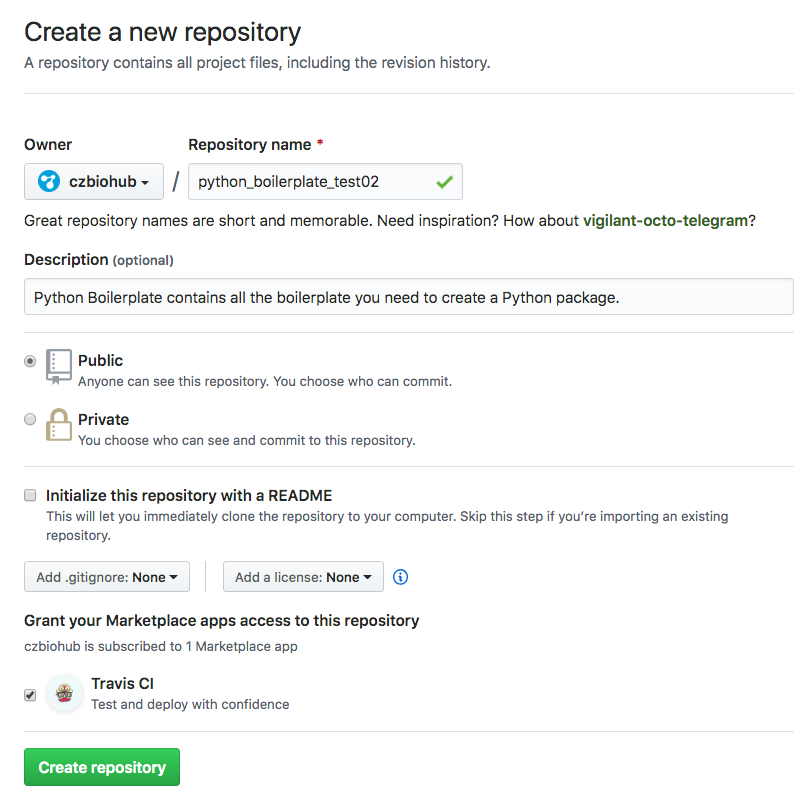 Create a new repository
A repository contains all project files, including the revision history.
Owner
Repository name *
czbiohub / python_boilerplate_test02
Great repository names are short and memorable. Need inspiration? How about vigilant-octo-telegram?
Description (optional)
Python Boilerplate contains all the boilerplate you need to create a Python package.
Public
Anyone can see this repository. You choose who can commit.
Private
You choose who can see and commit to this repository.
Initialize this repository with a README
This will let you immediately clone the repository to your computer. Skip this step if you’re importing an existing
repository.
Add .gitignore: None
Add a license: None
Grant your Marketplace apps access to this repository
czbiohub is subscribed to 1 Marketplace app
Travis CI
Test and deploy with confidence
Create repository